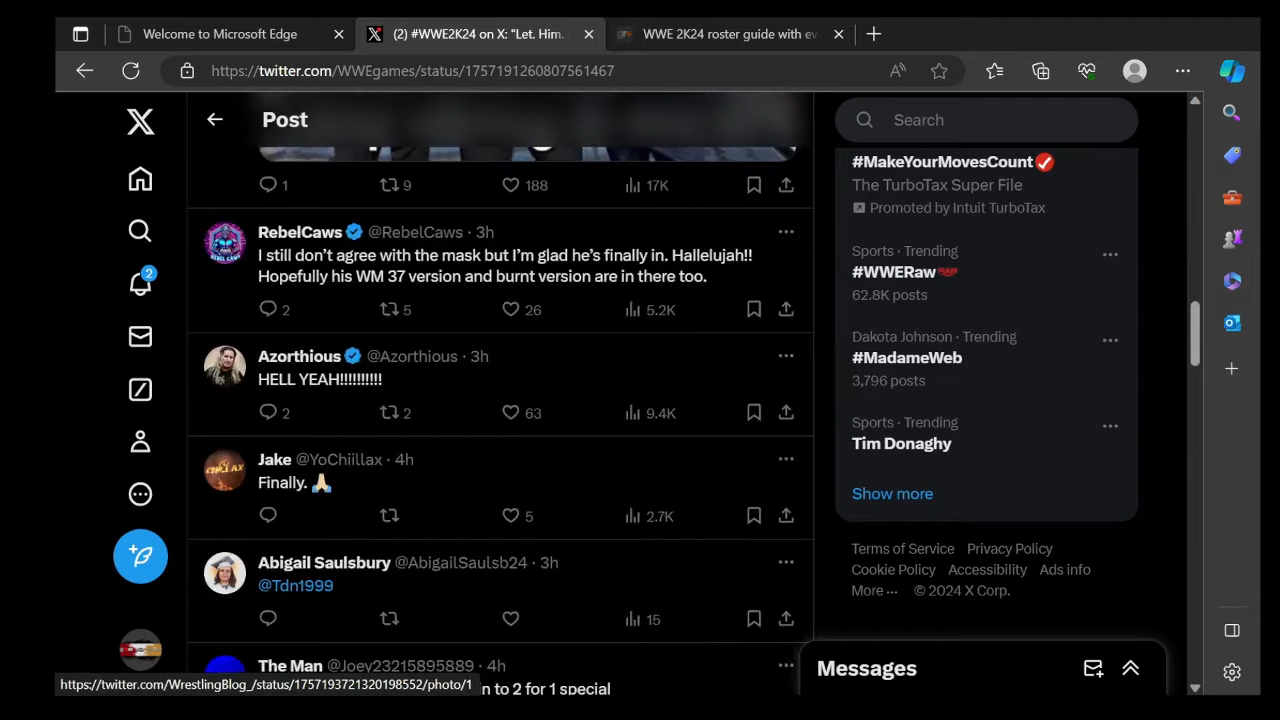 Welcome to Microsoft Edge
(2) #WWE2K24 on X: "Let. Him.
WWE 2K24 roster guide with ev
https://twitter.com/WWEgames/status/1757191260807561467
Post
Search
1
9
188
17K
RebelCaws @RebelCaws · 3h
I still don't agree with the mask but I'm glad he's finally in. Hallelujah!!
Hopefully his WM 37 version and burnt version are in there too.
2
5
26
5.2K
Azorthious @Azorthious · 3h
HELL YEAH!!!!!!!!!!
2
2
63
9.4K
Jake @YoChiillax · 4h
Finally. 🙏🏼
5
2.7K
Abigail Saulsbury @AbigailSaulsb24 · 3h
@Tdn1999
15
The Man @Joey23215895889 · 4h
n to 2 for 1 special
https://twitter.com/WrestlingBlog_/status/1757193721320198552/photo/1
2
#MakeYourMovesCount
The TurboTax Super File
Promoted by Intuit TurboTax
Sports · Trending
#WWERaw
62.8K posts
Dakota Johnson · Trending
#MadameWeb
3,796 posts
Sports · Trending
Tim Donaghy
Show more
Terms of Service Privacy Policy
Cookie Policy Accessibility Ads info
More ··· © 2024 X Corp.
Messages